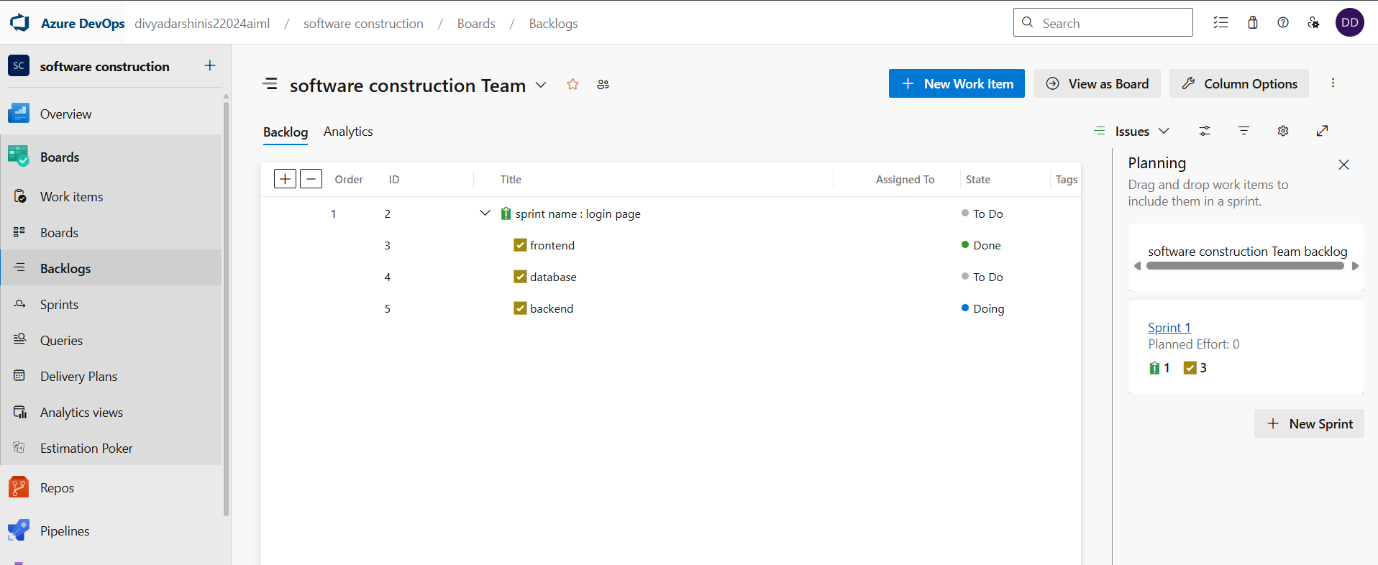 Azure DevOps divyadarshinis22024aiml / software construction / Boards / Backlogs Search DD
SC software construction +
software construction Team
New Work Item View as Board Column Options
Overview
Boards
Work items
Boards
Backlogs
Sprints
Queries
Delivery Plans
Analytics views
Estimation Poker
Repos
Pipelines
Backlog Analytics
Issues
Order ID Title Assigned To State Tags
1 2 sprint name : login page To Do
3 frontend Done
4 database To Do
5 backend Doing
Planning
Drag and drop work items to
include them in a sprint.
software construction Team backlog
Sprint 1
Planned Effort: 0
1 3
+ New Sprint